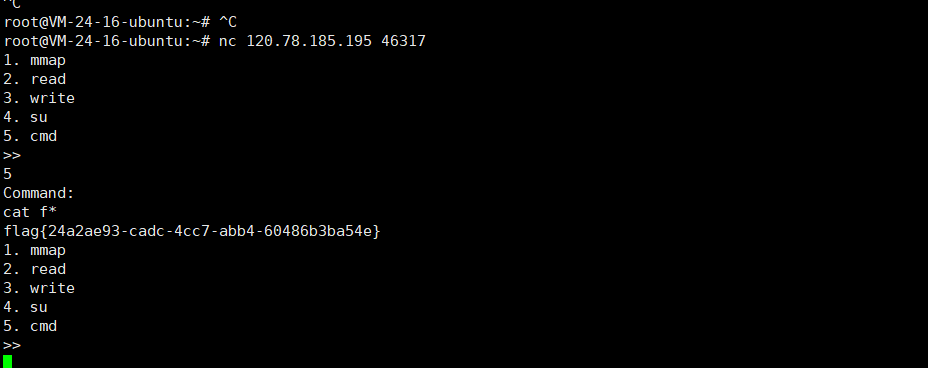 ^C
root@VM-24-16-ubuntu:~# ^C
root@VM-24-16-ubuntu:~# nc 120.78.185.195 46317
1. mmap
2. read
3. write
4. su
5. cmd
>>
5
Command:
cat f*
flag{24a2ae93-cadc-4cc7-abb4-60486b3ba54e}
1. mmap
2. read
3. write
4. su
5. cmd
>>